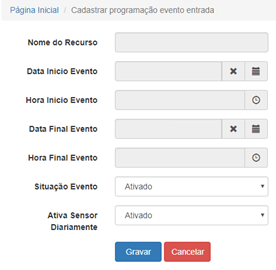 Página Inicial / Cadastrar programação evento entrada
Nome do Recurso
Data Inicio Evento
Hora Inicio Evento
Data Final Evento
Hora Final Evento
Situação Evento Ativado
Ativa Sensor Ativado
Diariamente
Gravar Cancelar